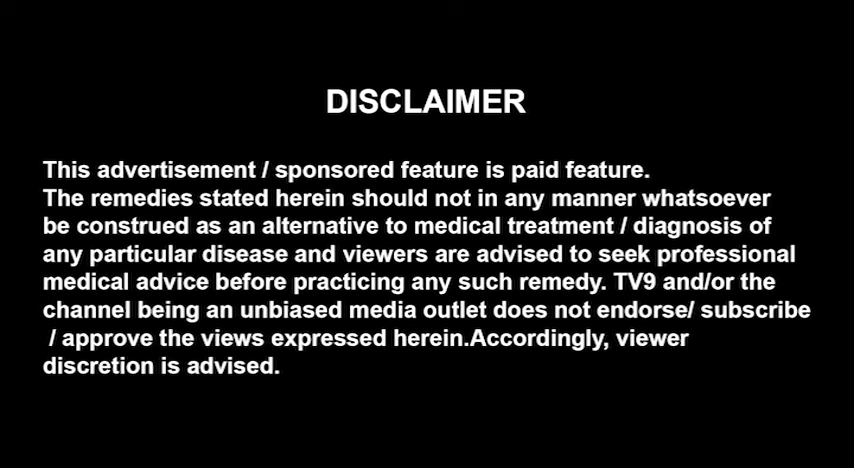 DISCLAIMER
This advertisement / sponsored feature is paid feature.
The remedies stated herein should not in any manner whatsoever
be construed as an alternative to medical treatment / diagnosis of
any particular disease and viewers are advised to seek professional
medical advice before practicing any such remedy. TV9 and/or the
channel being an unbiased media outlet does not endorse/ subscribe
/ approve the views expressed herein.Accordingly, viewer
discretion is advised.